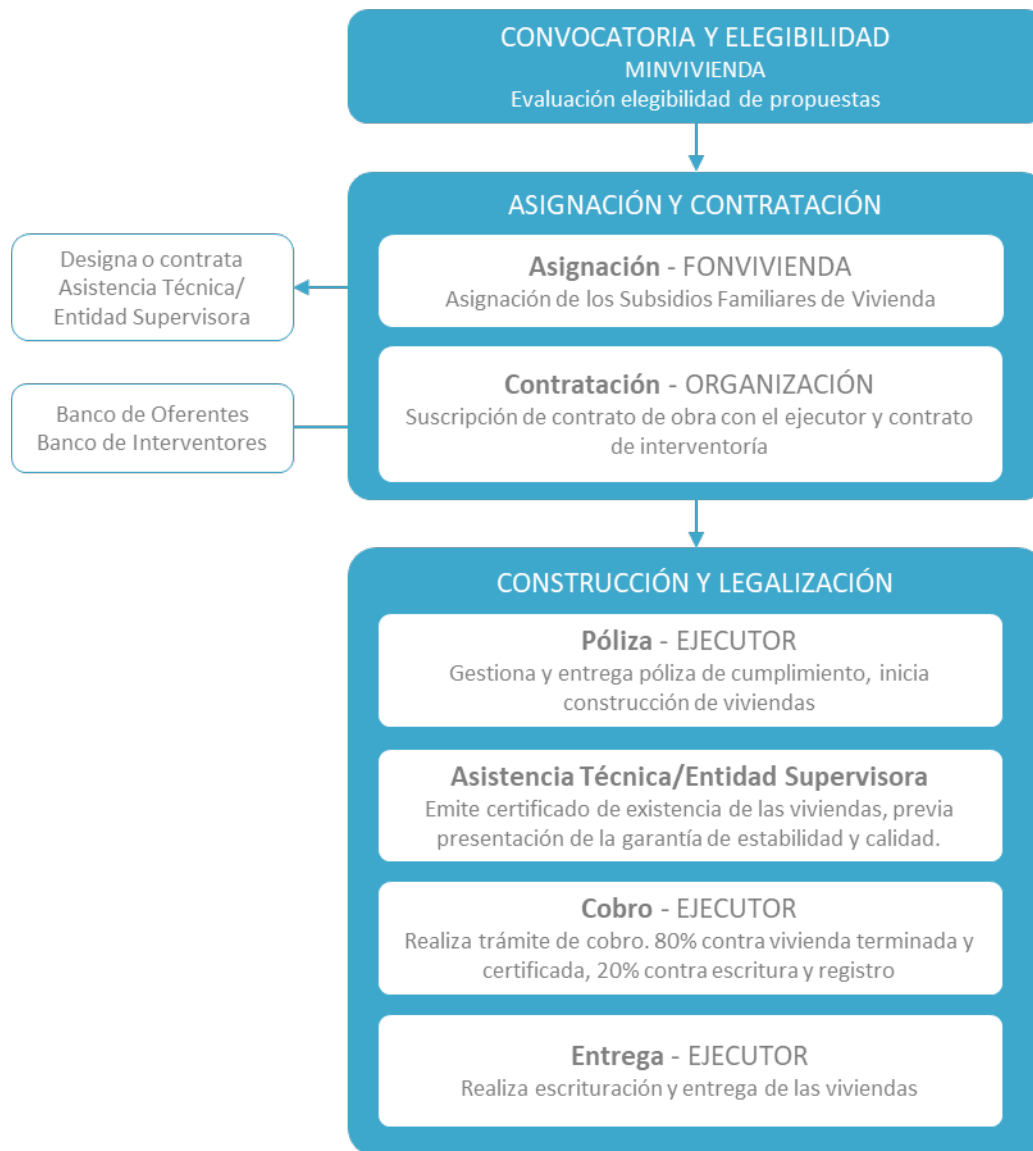 CONVOCATORIA Y ELEGIBILIDAD
MINVIVIENDA
Evaluación elegibilidad de propuestas
ASIGNACIÓN Y CONTRATACIÓN
Designa o contrata
Asistencia Técnica/
Entidad Supervisora
Asignación - FONVIVIENDA
Asignación de los Subsidios Familiares de Vivienda
Banco de Oferentes
Banco de Interventores
Contratación - ORGANIZACIÓN
Suscripción de contrato de obra con el ejecutor y contrato
de interventoría
CONSTRUCCIÓN Y LEGALIZACIÓN
Póliza - EJECUTOR
Gestiona y entrega póliza de cumplimiento, inicia
construcción de viviendas
Asistencia Técnica/Entidad Supervisora
Emite certificado de existencia de las viviendas, previa
presentación de la garantía de estabilidad y calidad.
Cobro - EJECUTOR
Realiza trámite de cobro. 80% contra vivienda terminada y
certificada, 20% contra escritura y registro
Entrega - EJECUTOR
Realiza escrituración y entrega de las viviendas